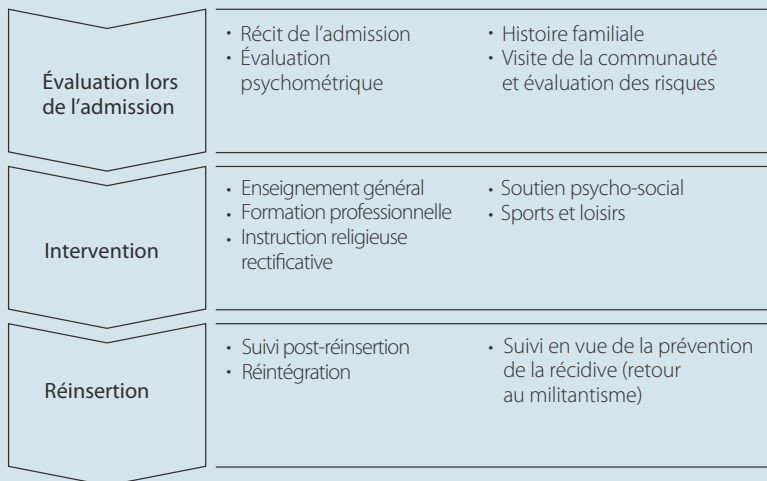 Évaluation lors
de l’admission
• Récit de l’admission
• Évaluation
psychométrique
• Histoire familiale
• Visite de la communauté
et évaluation des risques
Intervention
• Enseignement général
• Formation professionnelle
• Instruction religieuse
rectificative
• Soutien psycho-social
• Sports et loisirs
Réinsertion
• Suivi post-réinsertion
• Réintégration
• Suivi en vue de la prévention
de la récidive (retour
au militantisme)